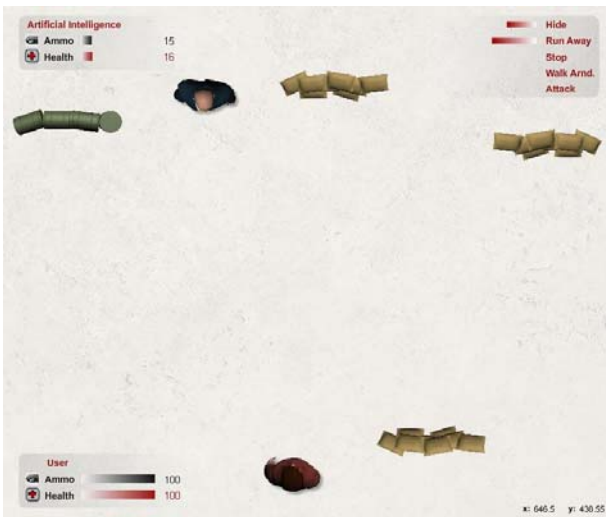 Artificial Intelligence
Ammo 15
Health 16
Hide
Run Away
Stop
Walk Arnd.
Attack
User
Ammo 100
Health 100
x: 646.5 y: 430.55